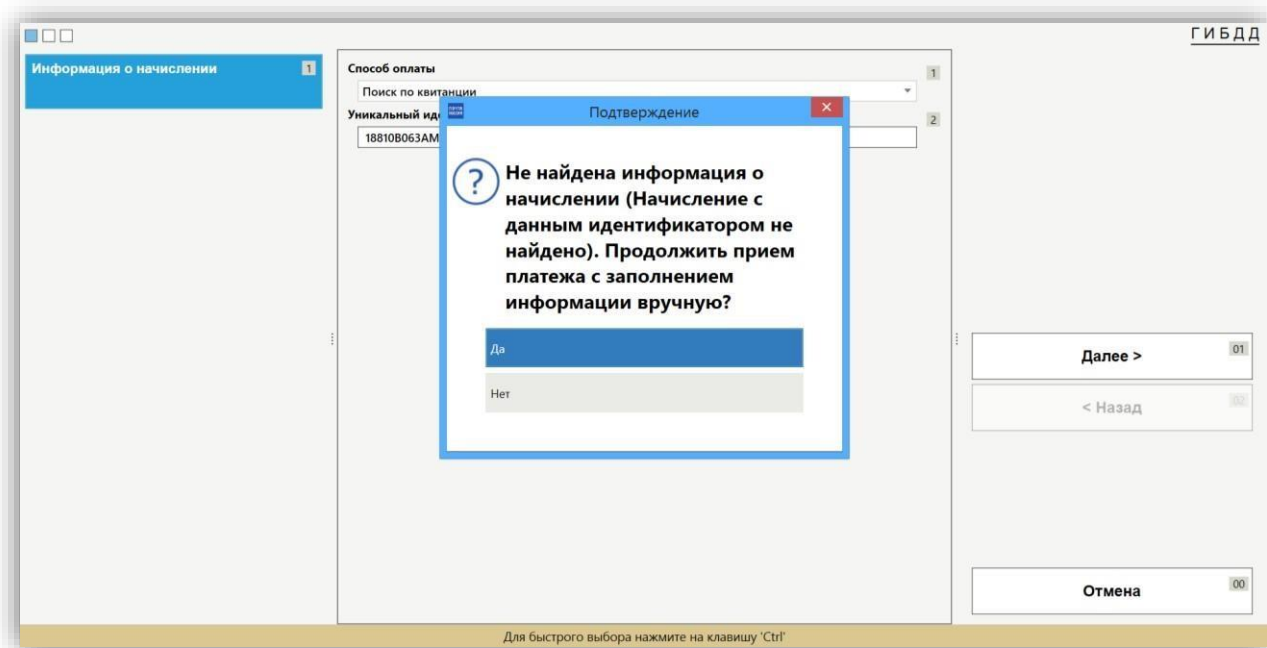 ГИБДД
Информация о начислении 1
Способ оплаты 1
Поиск по квитанции
Уникальный 2
18810B063AM
Подтверждение
Не найдена информация о
начислении (Начисление с
данным идентификатором не
найдено). Продолжить прием
платежа с заполнением
информации вручную?
Да
Нет
Далее > 01
< Назад 02
Отмена 00
Для быстрого выбора нажмите на клавишу 'Ctrl'